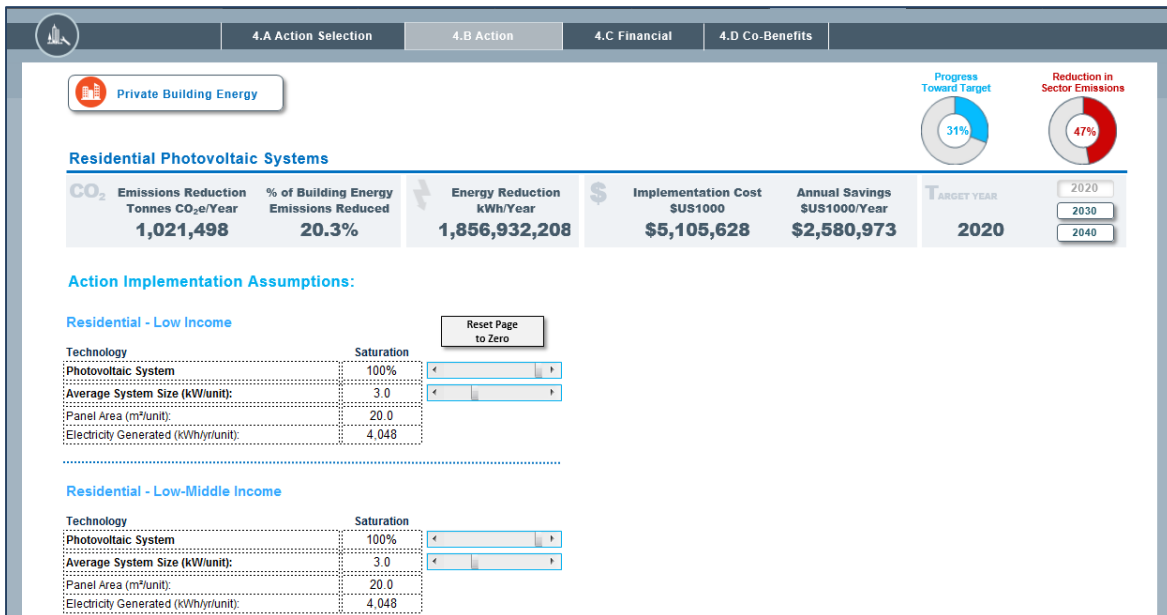 4.A Action Selection
4.B Action
4.C Financial
4.D Co-Benefits
Private Building Energy
Progress
Toward Target
31%
Reduction in
Sector Emissions
47%
Residential Photovoltaic Systems
CO₂
Emissions Reduction
Tonnes CO₂e/Year
1,021,498
% of Building Energy
Emissions Reduced
20.3%
Energy Reduction
kWh/Year
1,856,932,208
$
Implementation Cost
$US1000
$5,105,628
Annual Savings
$US1000/Year
$2,580,973
TARGET YEAR
2020
2020
2030
2040
Action Implementation Assumptions:
Residential - Low Income
Reset Page
to Zero
Technology Saturation
Photovoltaic System 100%
Average System Size (kW/unit): 3.0
Panel Area (m²/unit): 20.0
Electricity Generated (kWh/yr/unit): 4,048
Residential - Low-Middle Income
Technology Saturation
Photovoltaic System 100%
Average System Size (kW/unit): 3.0
Panel Area (m²/unit): 20.0
Electricity Generated (kWh/yr/unit): 4,048